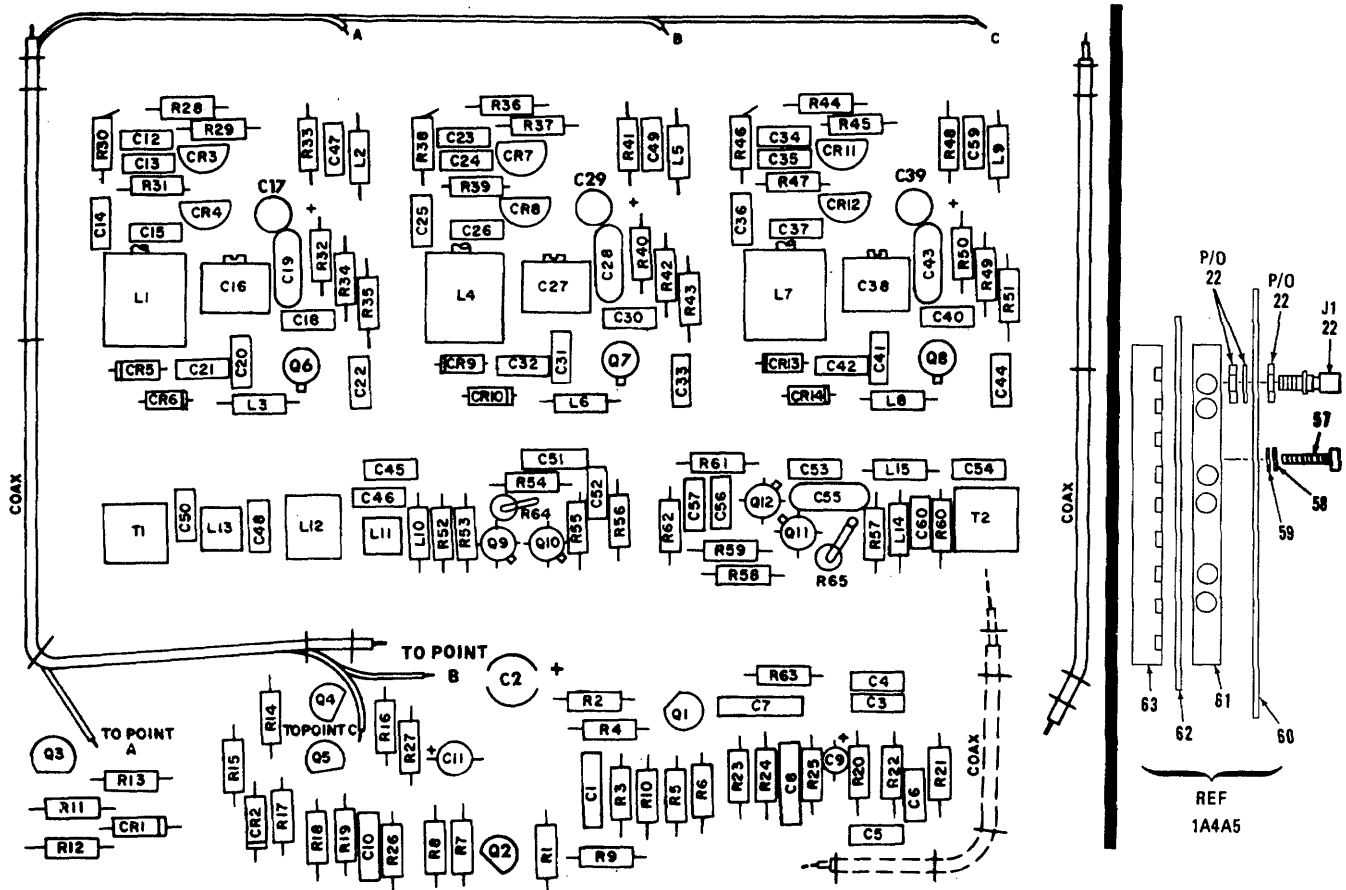 A B C
R28 R36 R44
R30 C12 R29 R33 C47 L2 R38 C23 R37 R41 C49 L5 R46 C34 R45 R48 C59 L9
C13 CR3 C24 CR7 C35 CR11
R31 C17 R39 C29 R47 C39
C14 CR4 + C25 CR8 + C36 CR12 +
C15 C26 C37
R32 R40 R50
L1 C16 C19 R34 R35 L4 C27 C28 R42 R43 L7 C38 C43 R49 R51
C18 C30 C40
CR5 C21 C20 Q6 C22 CR9 C32 C31 Q7 C33 CR13 C42 C41 Q8 C44
CR6 L3 CR10 L6 CR14 L8
COAX
C45 C51 R61 C53 L15 C54
C46 R54 C52 C57 C56 Q12 C55
T1 C50 L13 C48 L12 L11 L10 R52 R53 R64 R55 R56 R62 Q11 R57 L14 C60 R60 T2
Q9 Q10 R59
R58 R65
COAX
TO POINT
B
C2 +
R63 C4
R14 Q4 R2 Q1 C7 C3
TO POINT C R16 R27 R4
TO POINT
A
Q3 R15 Q5 + C11 + C9
R13 C1 R3 R10 R5 R6 R23 R24 C8 R25 R20 R22 C6 R21 COAX
R11 CR2 R17
CR1 R18 R19 C10 R26 R8 R7 Q2 R1 C5
R12 R9
P/O
22
P/O
22
J1
22
57
58
59
63 62 61 60
REF
1A4A5